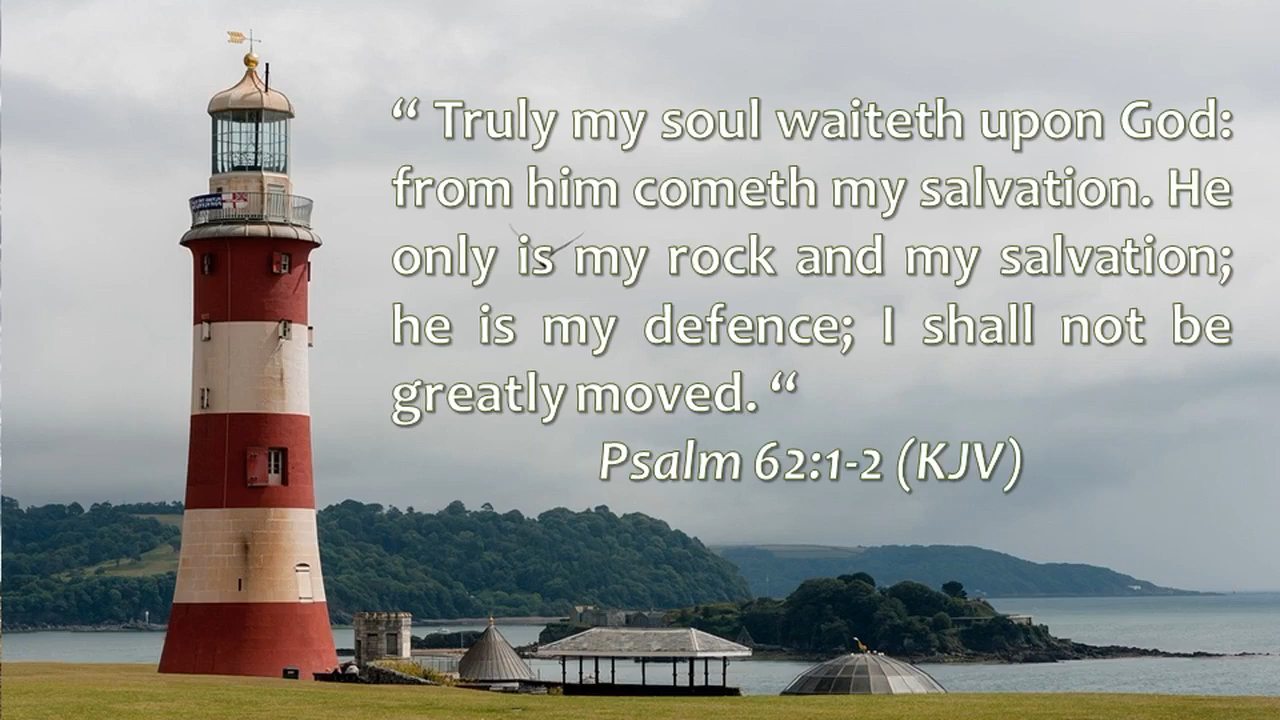 “ Truly my soul waiteth upon God:
from him cometh my salvation. He
only is my rock and my salvation;
he is my defence; I shall not be
greatly moved. “
Psalm 62:1-2 (KJV)